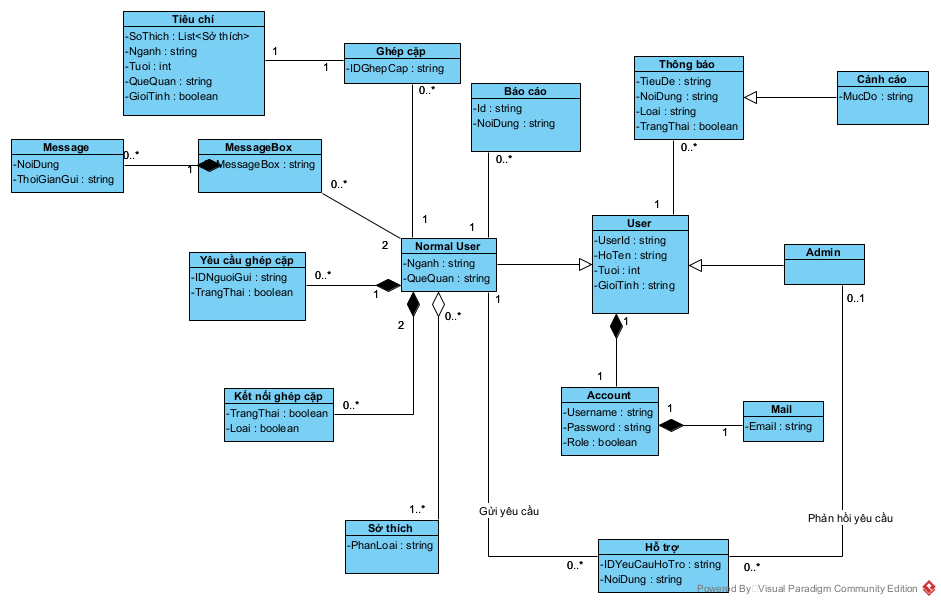 Tiêu chí
-SoThich : List<Sở thích>
-Nganh : string
-Tuoi : int
-QueQuan : string
-GioiTinh : boolean
1
1
Ghép cặp
-IDGhepCap : string
0..*
Báo cáo
-Id : string
-NoiDung : string
0..*
Thông báo
-TieuDe : string
-NoiDung : string
-Loai : string
-TrangThai : boolean
0..*
Cảnh cáo
-MucDo : string
Message
-NoiDung
-ThoiGianGui : string
0..*
1
MessageBox
MessageBox : string
0..*
2
1
1
1
Normal User
-Nganh : string
-QueQuan : string
User
-UserId : string
-HoTen : string
-Tuoi : int
-GioiTinh : string
Admin
Yêu cầu ghép cặp
-IDNguoiGui : string
-TrangThai : boolean
0..*
1
2
0..*
1
0..1
1
1
Kết nối ghép cặp
-TrangThai : boolean
-Loai : boolean
0..*
Account
-Username : string
-Password : string
-Role : boolean
1
1
Mail
-Email : string
1..*
Sở thích
-PhanLoai : string
Gửi yêu cầu
Phản hồi yêu cầu
0..*
Hỗ trợ
-IDYeuCauHoTro : string
-NoiDung : string
0..*
Powered By Visual Paradigm Community Edition